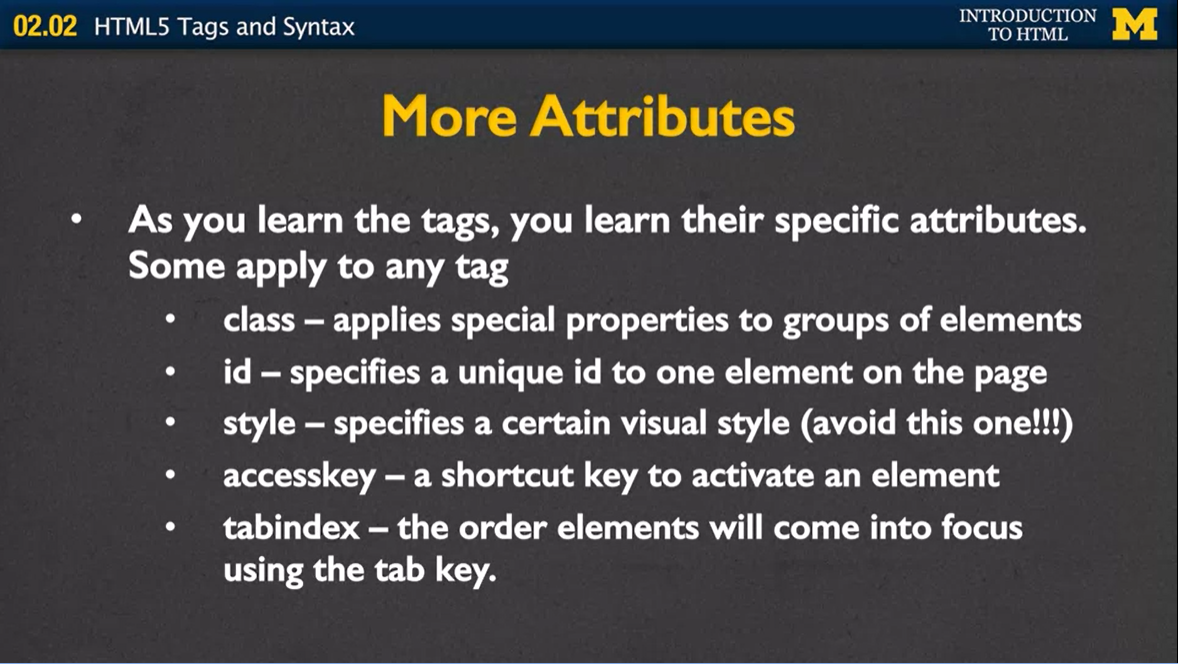 02.02 HTML5 Tags and Syntax
INTRODUCTION
TO HTML
M
More Attributes
• As you learn the tags, you learn their specific attributes.
Some apply to any tag
• class – applies special properties to groups of elements
• id – specifies a unique id to one element on the page
• style – specifies a certain visual style (avoid this one!!!)
• accesskey – a shortcut key to activate an element
• tabindex – the order elements will come into focus
using the tab key.